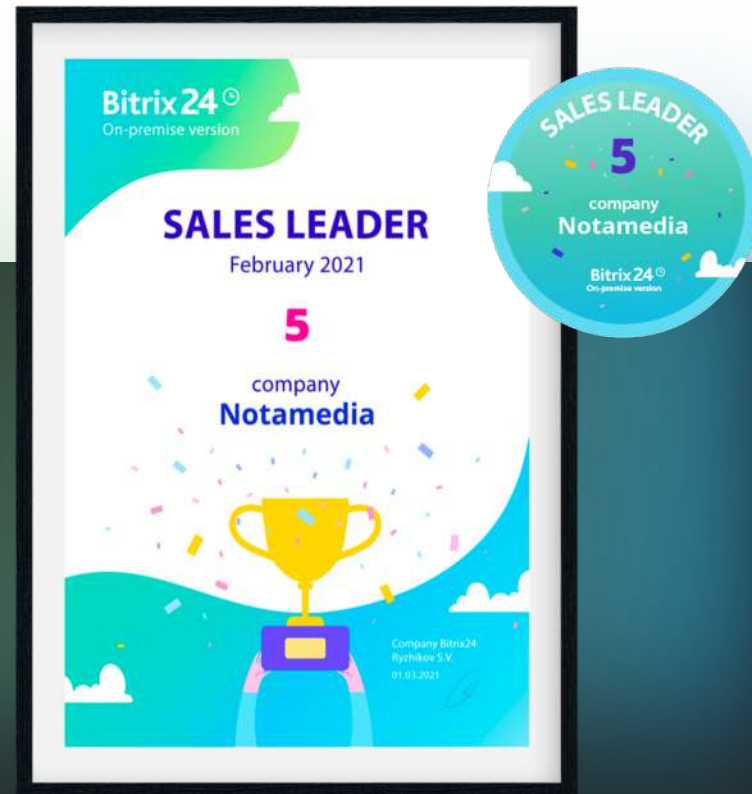 Bitrix24
On-premise version
SALES LEADER
February 2021
5
company
Notamedia
Company Bitrix24
Ryzhikov S.V.
01.03.2021
SALES LEADER
5
company
Notamedia
Bitrix24
On-premise version